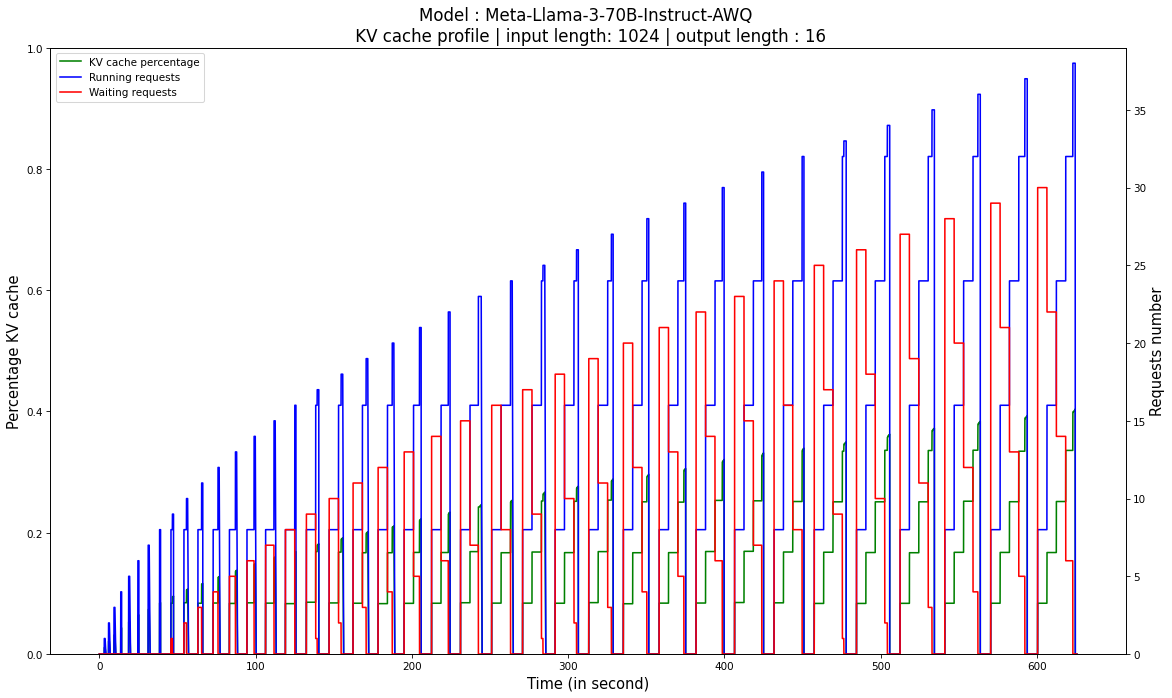 Model : Meta-Llama-3-70B-Instruct-AWQ
KV cache profile | input length: 1024 | output length : 16
KV cache percentage
Running requests
Waiting requests
Percentage KV cache
1.0
0.8
0.6
0.4
0.2
0.0
0
100
200
300
400
500
600
Time (in second)
35
30
25
20
15
10
5
0
Requests number